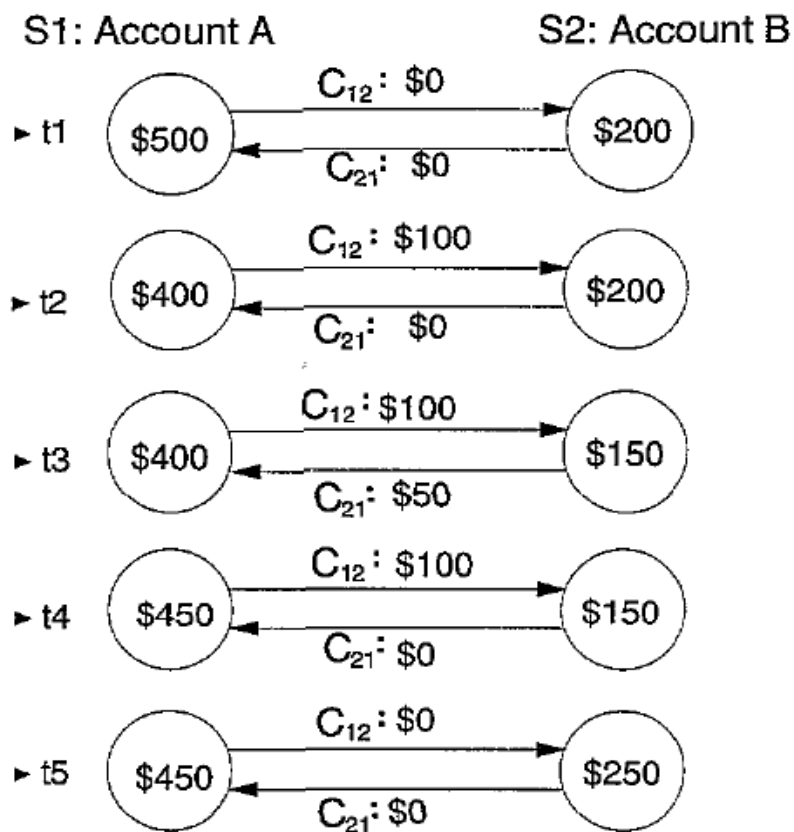 S1: Account A S2: Account B
C12: $0
▸ t1 $500 $200
C21: $0
C12: $100
▸ t2 $400 $200
C21: $0
C12: $100
▸ t3 $400 $150
C21: $50
C12: $100
▸ t4 $450 $150
C21: $0
C12: $0
▸ t5 $450 $250
C21: $0